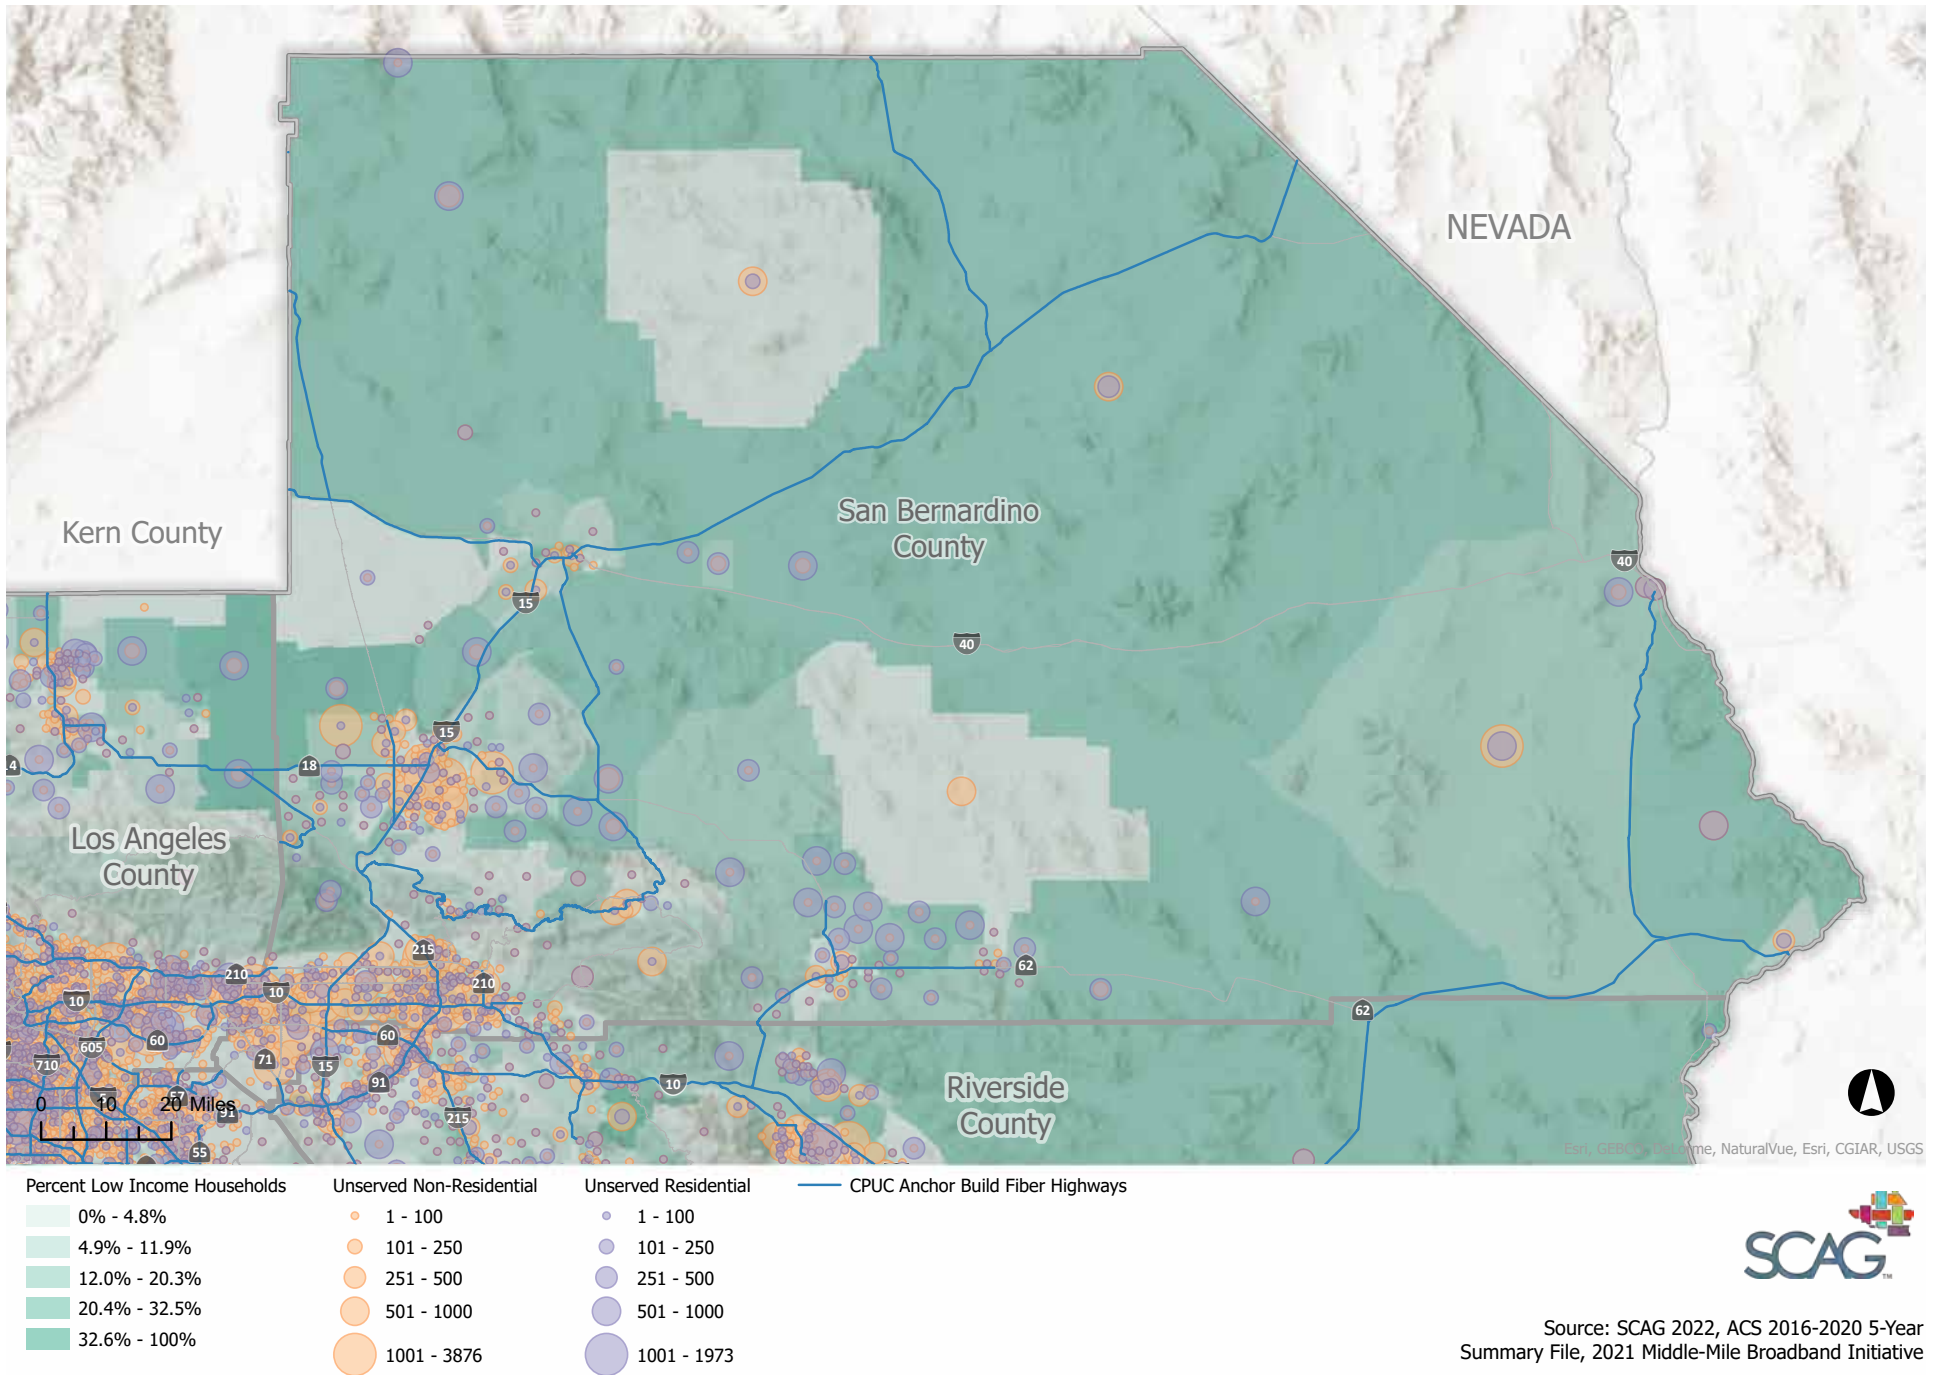 NEVADA
San Bernardino
County
Kern County
40
15
40
15
14
18
Los Angeles
County
215
210
210
10
10
62
60
60
605
62
71
710
15
91
10
Riverside
County
0 10 20 Miles
91
215
55
Esri, GEBCO, DeLorme, NaturalVue, Esri, CGIAR, USGS
Percent Low Income Households
0% - 4.8%
4.9% - 11.9%
12.0% - 20.3%
20.4% - 32.5%
32.6% - 100%
Unserved Non-Residential
1 - 100
101 - 250
251 - 500
501 - 1000
1001 - 3876
Unserved Residential
1 - 100
101 - 250
251 - 500
501 - 1000
1001 - 1973
CPUC Anchor Build Fiber Highways
SCAG
TM
Source: SCAG 2022, ACS 2016-2020 5-Year
Summary File, 2021 Middle-Mile Broadband Initiative